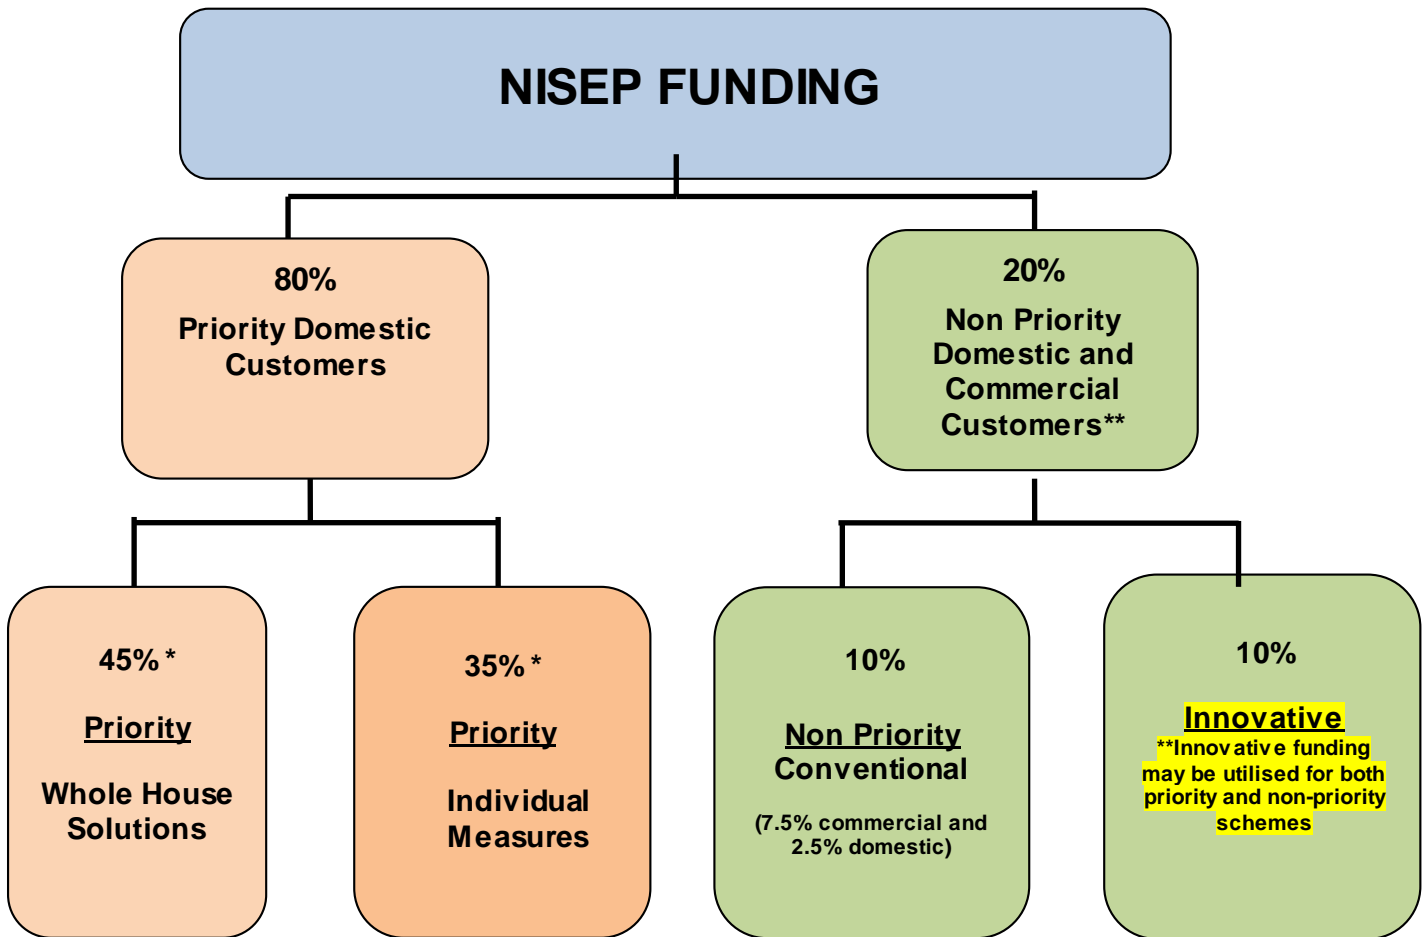 NISEP FUNDING
80%
Priority Domestic
Customers
20%
Non Priority
Domestic and
Commercial
Customers**
45% *
Priority
Whole House
Solutions
35% *
Priority
Individual
Measures
10%
Non Priority
Conventional
(7.5% commercial and
2.5% domestic)
10%
Innovative
**Innovative funding
may be utilised for both
priority and non-priority
schemes